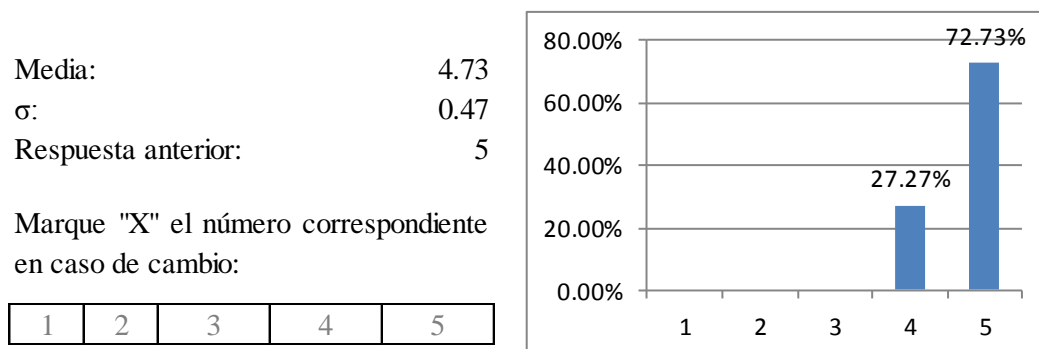 Media: 4.73
σ: 0.47
Respuesta anterior: 5
Marque "X" el número correspondiente
en caso de cambio:
1 2 3 4 5
80.00%
60.00%
40.00%
20.00%
0.00%
72.73%
27.27%
1 2 3 4 5